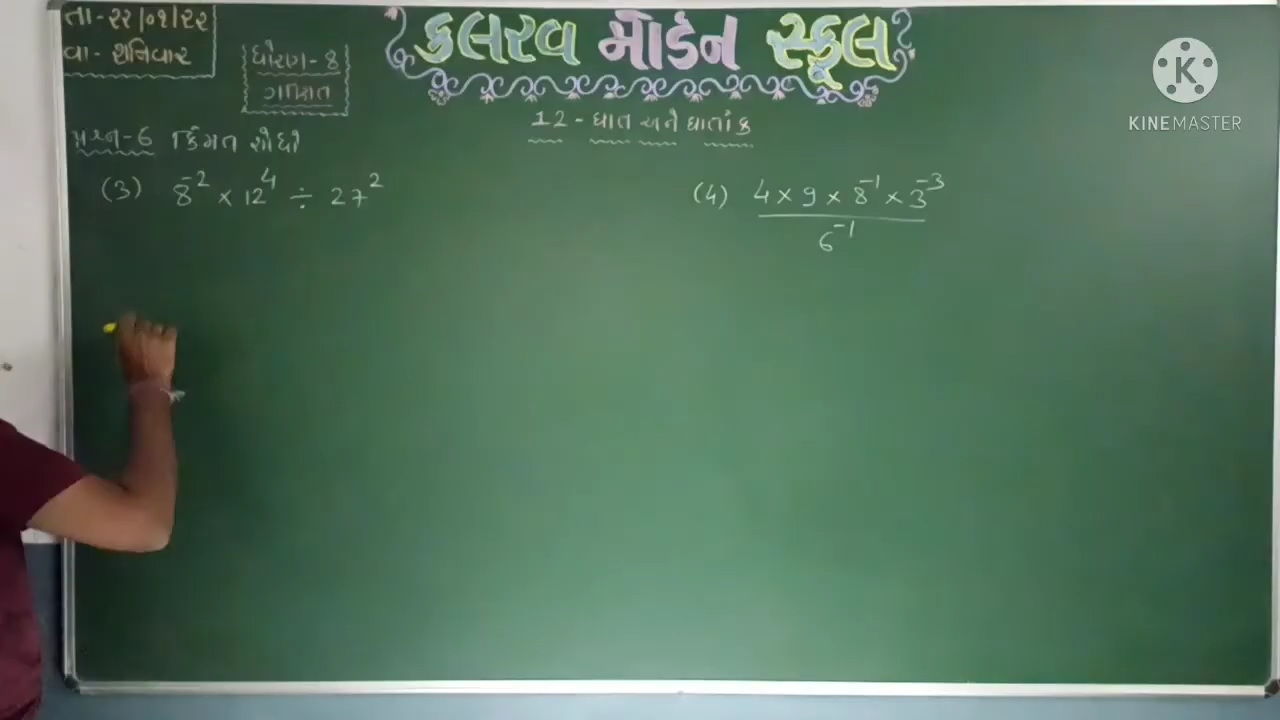 તા-૨૨/૦૧/૨૨
વા- શનિવાર
ધોરણ-8
ગણિત
કલરવ મોર્ડન સ્કૂલ
12 - ઘાત અને ઘાતાંક
પ્રશ્ન-6 કિંમત શોધો
(3) 8⁻² × 12⁴ ÷ 27²
(4) 4 × 9 × 8⁻¹ × 3⁻³
6⁻¹
K
KINEMASTER